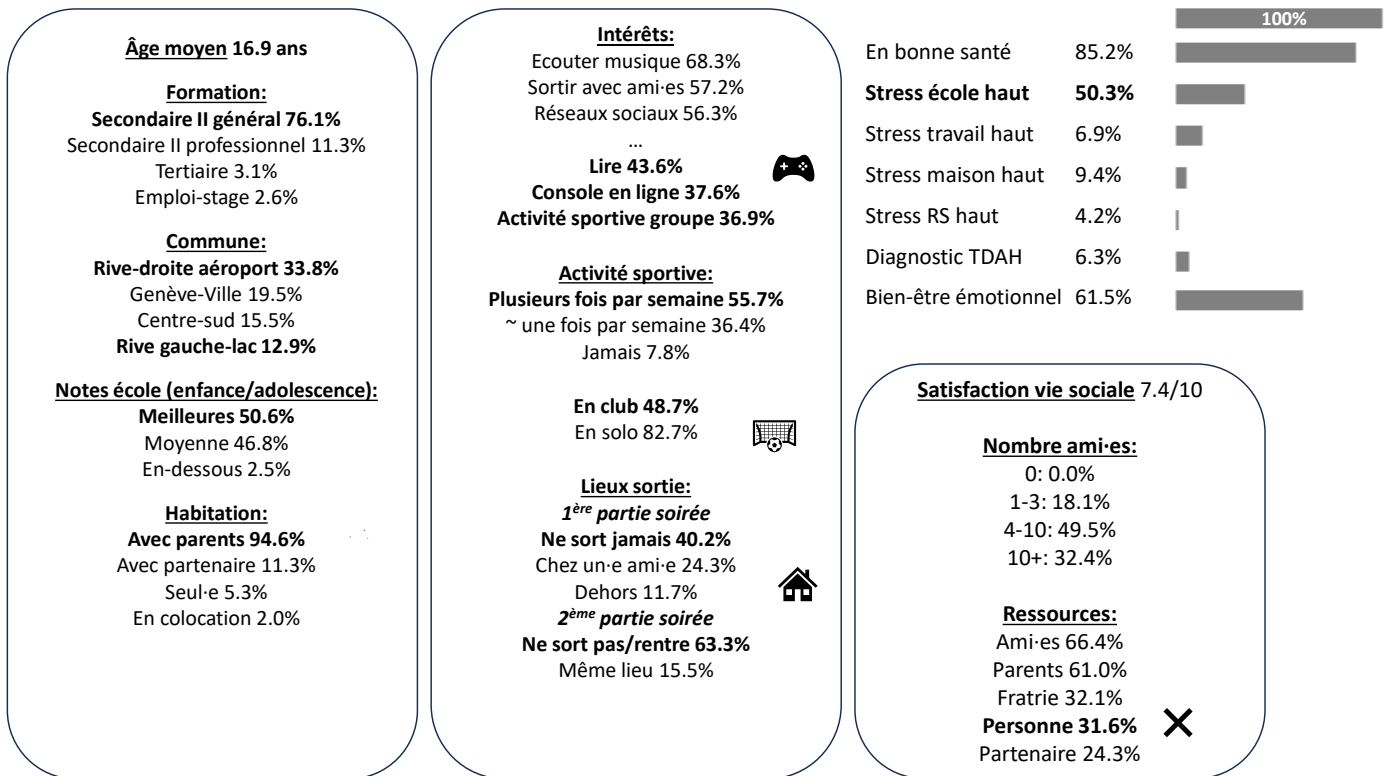 Âge moyen 16.9 ans
Formation:
Secondaire II général 76.1%
Secondaire II professionnel 11.3%
Tertiaire 3.1%
Emploi-stage 2.6%
Commune:
Rive-droite aéroport 33.8%
Genève-Ville 19.5%
Centre-sud 15.5%
Rive gauche-lac 12.9%
Notes école (enfance/adolescence):
Meilleures 50.6%
Moyenne 46.8%
En-dessous 2.5%
Habitation:
Avec parents 94.6%
Avec partenaire 11.3%
Seul·e 5.3%
En colocation 2.0%
Intérêts:
Ecouter musique 68.3%
Sortir avec ami·es 57.2%
Réseaux sociaux 56.3%
...
Lire 43.6%
Console en ligne 37.6%
Activité sportive groupe 36.9%
Activité sportive:
Plusieurs fois par semaine 55.7%
~ une fois par semaine 36.4%
Jamais 7.8%
En club 48.7%
En solo 82.7%
Lieux sortie:
1ère partie soirée
Ne sort jamais 40.2%
Chez un·e ami·e 24.3%
Dehors 11.7%
2ème partie soirée
Ne sort pas/rentre 63.3%
Même lieu 15.5%
100%
En bonne santé 85.2%
Stress école haut 50.3%
Stress travail haut 6.9%
Stress maison haut 9.4%
Stress RS haut 4.2%
Diagnostic TDAH 6.3%
Bien-être émotionnel 61.5%
Satisfaction vie sociale 7.4/10
Nombre ami·es:
0: 0.0%
1-3: 18.1%
4-10: 49.5%
10+: 32.4%
Ressources:
Ami·es 66.4%
Parents 61.0%
Fratrie 32.1%
Personne 31.6%
Partenaire 24.3%